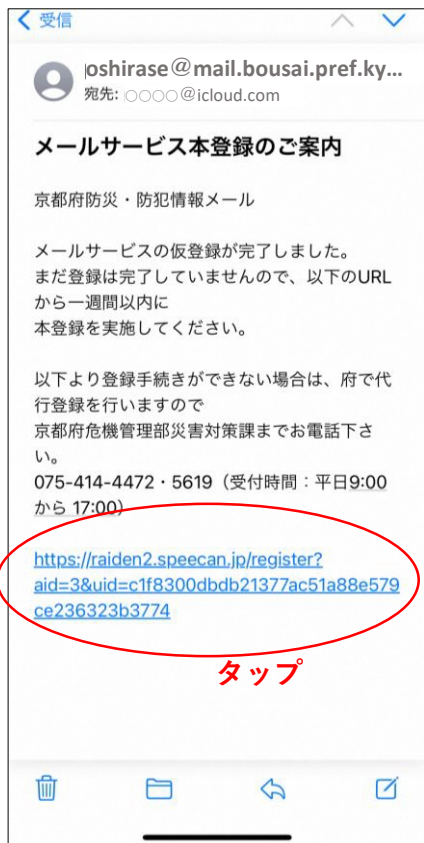 受信
oshirase@mail.bousai.pref.ky...
宛先: ○○○○@icloud.com
メールサービス本登録のご案内
京都府防災・防犯情報メール
メールサービスの仮登録が完了しました。
まだ登録は完了していませんので、以下のURL
から一週間以内に
本登録を実施してください。
以下より登録手続きができない場合は、府で代
行登録を行いますので
京都府危機管理部災害対策課までお電話下さ
い。
075-414-4472・5619（受付時間：平日9:00
から 17:00）
https://raiden2.speecan.jp/register?
aid=3&uid=c1f8300dbdb21377ac51a88e579
ce236323b3774
タップ